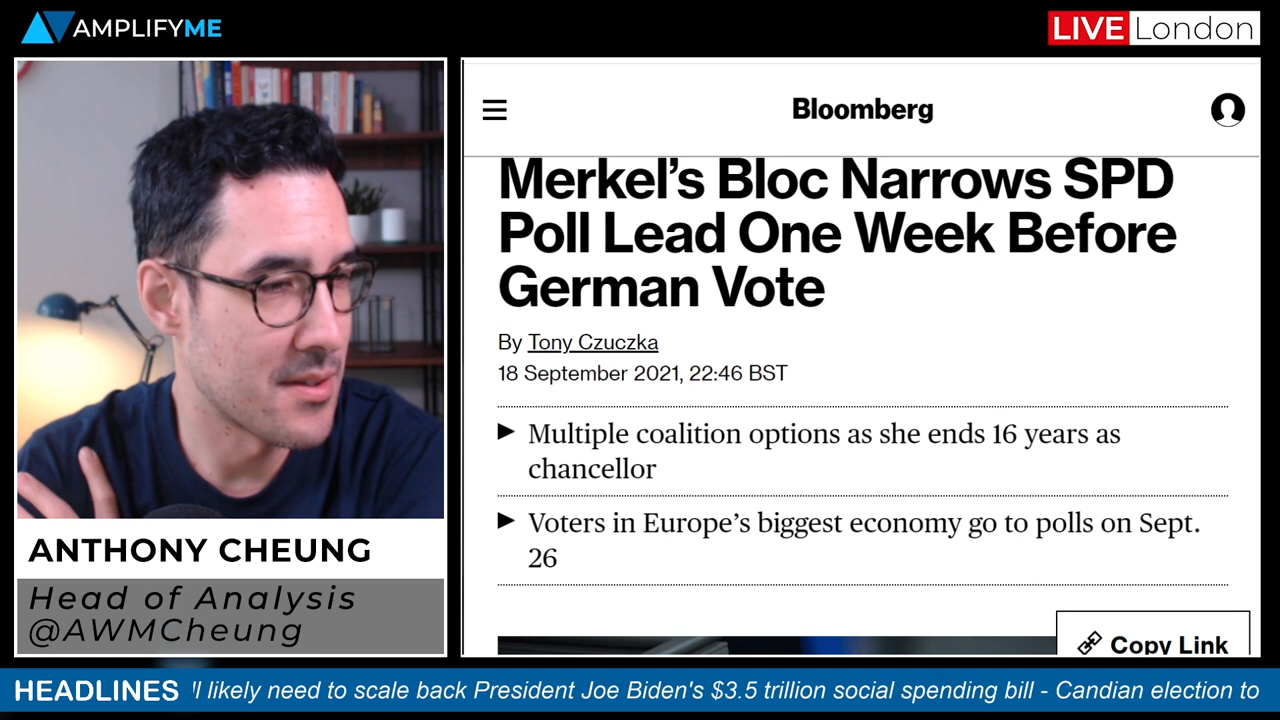 AMPLIFYME
LIVE London
Bloomberg
Merkel’s Bloc Narrows SPD
Poll Lead One Week Before
German Vote
By Tony Czuczka
18 September 2021, 22:46 BST
Multiple coalition options as she ends 16 years as
chancellor
Voters in Europe’s biggest economy go to polls on Sept.
26
Copy Link
ANTHONY CHEUNG
Head of Analysis
@AWMCheung
HEADLINES 'll likely need to scale back President Joe Biden's $3.5 trillion social spending bill - Candian election to